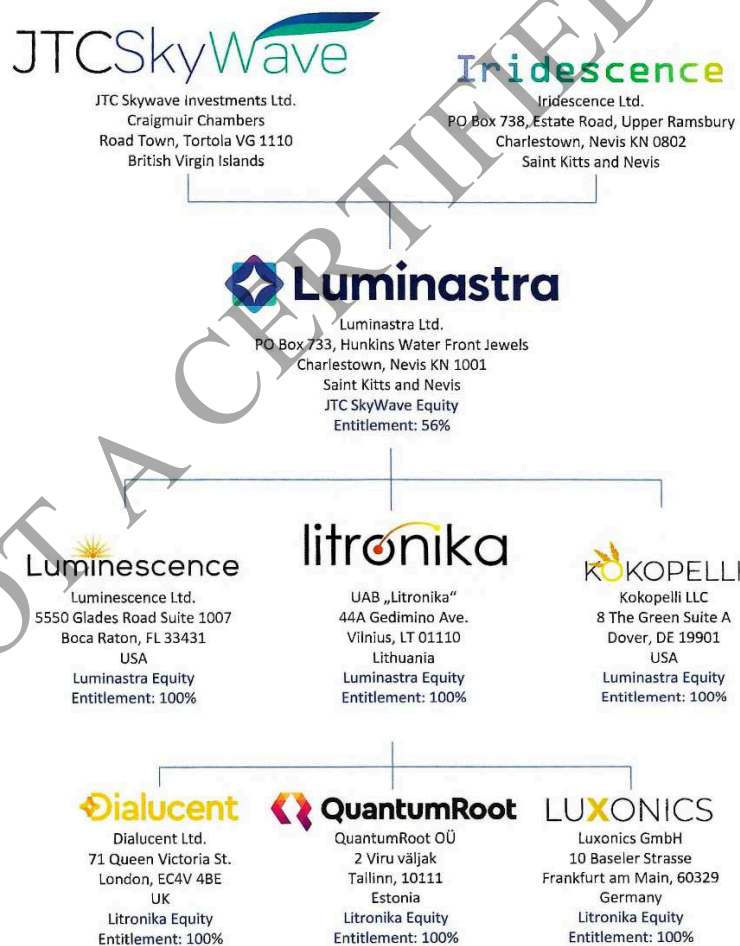 JTCSkyWave
JTC Skywave Investments Ltd.
Craigmuir Chambers
Road Town, Tortola VG 1110
British Virgin Islands
Iridescence
Iridescence Ltd.
PO Box 738, Estate Road, Upper Ramsbury
Charlestown, Nevis KN 0802
Saint Kitts and Nevis
Luminastra
Luminastra Ltd.
PO Box 733, Hunkins Water Front Jewels
Charlestown, Nevis KN 1001
Saint Kitts and Nevis
JTC SkyWave Equity
Entitlement: 56%
Luminescence
Luminescence Ltd.
5550 Glades Road Suite 1007
Boca Raton, FL 33431
USA
Luminastra Equity
Entitlement: 100%
litronika
UAB „Litronika“
44A Gedimino Ave.
Vilnius, LT 01110
Lithuania
Luminastra Equity
Entitlement: 100%
KOKOPELLI
Kokopelli LLC
8 The Green Suite A
Dover, DE 19901
USA
Luminastra Equity
Entitlement: 100%
Dialucent
Dialucent Ltd.
71 Queen Victoria St.
London, EC4V 4BE
UK
Litronika Equity
Entitlement: 100%
QuantumRoot
QuantumRoot OÜ
2 Viru väljak
Tallinn, 10111
Estonia
Litronika Equity
Entitlement: 100%
LUXONICS
Luxonics GmbH
10 Baseler Strasse
Frankfurt am Main, 60329
Germany
Litronika Equity
Entitlement: 100%
OT A CERTIFIED